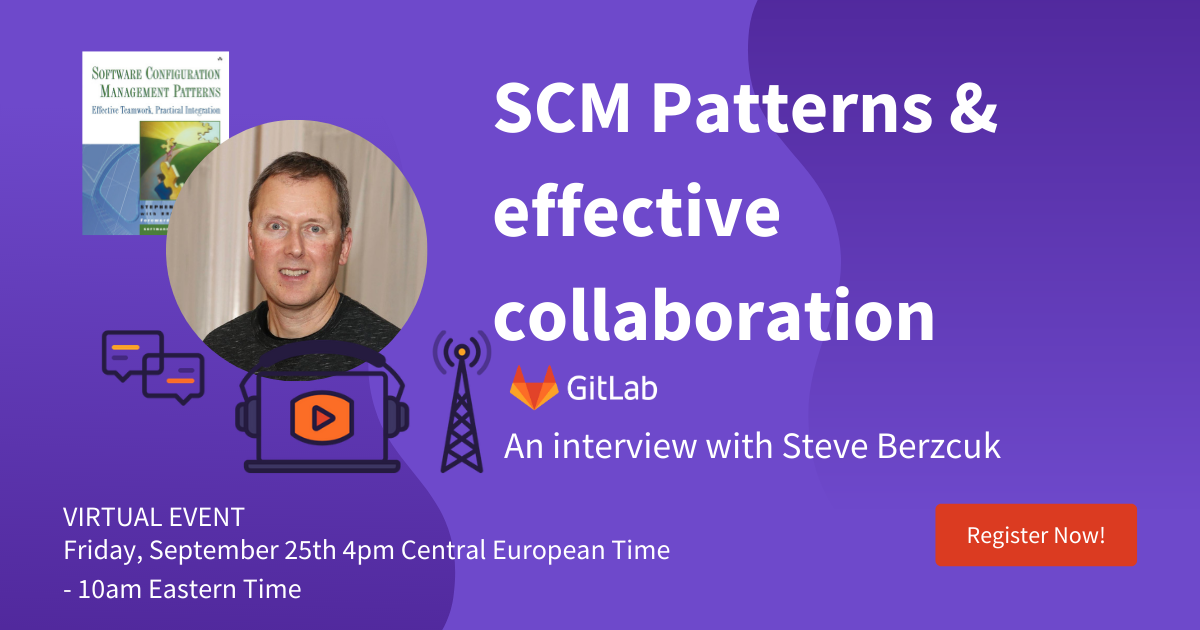 SOFTWARE CONFIGURATION
MANAGEMENT PATTERNS
Effective Teamwork, Practical Integration
SCM Patterns &
effective
collaboration
GitLab
An interview with Steve Berzcuk
VIRTUAL EVENT
Friday, September 25th 4pm Central European Time
- 10am Eastern Time
Register Now!